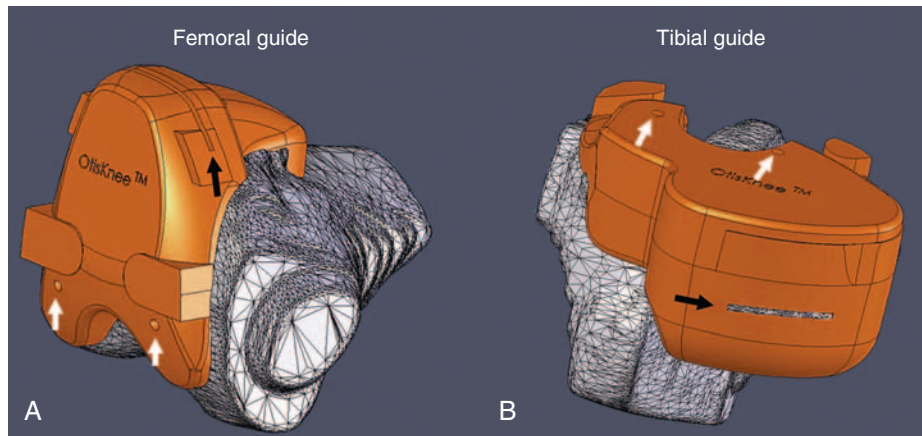 Femoral guide
Tibial guide
OtisKnee™
OtisKnee™
A
B